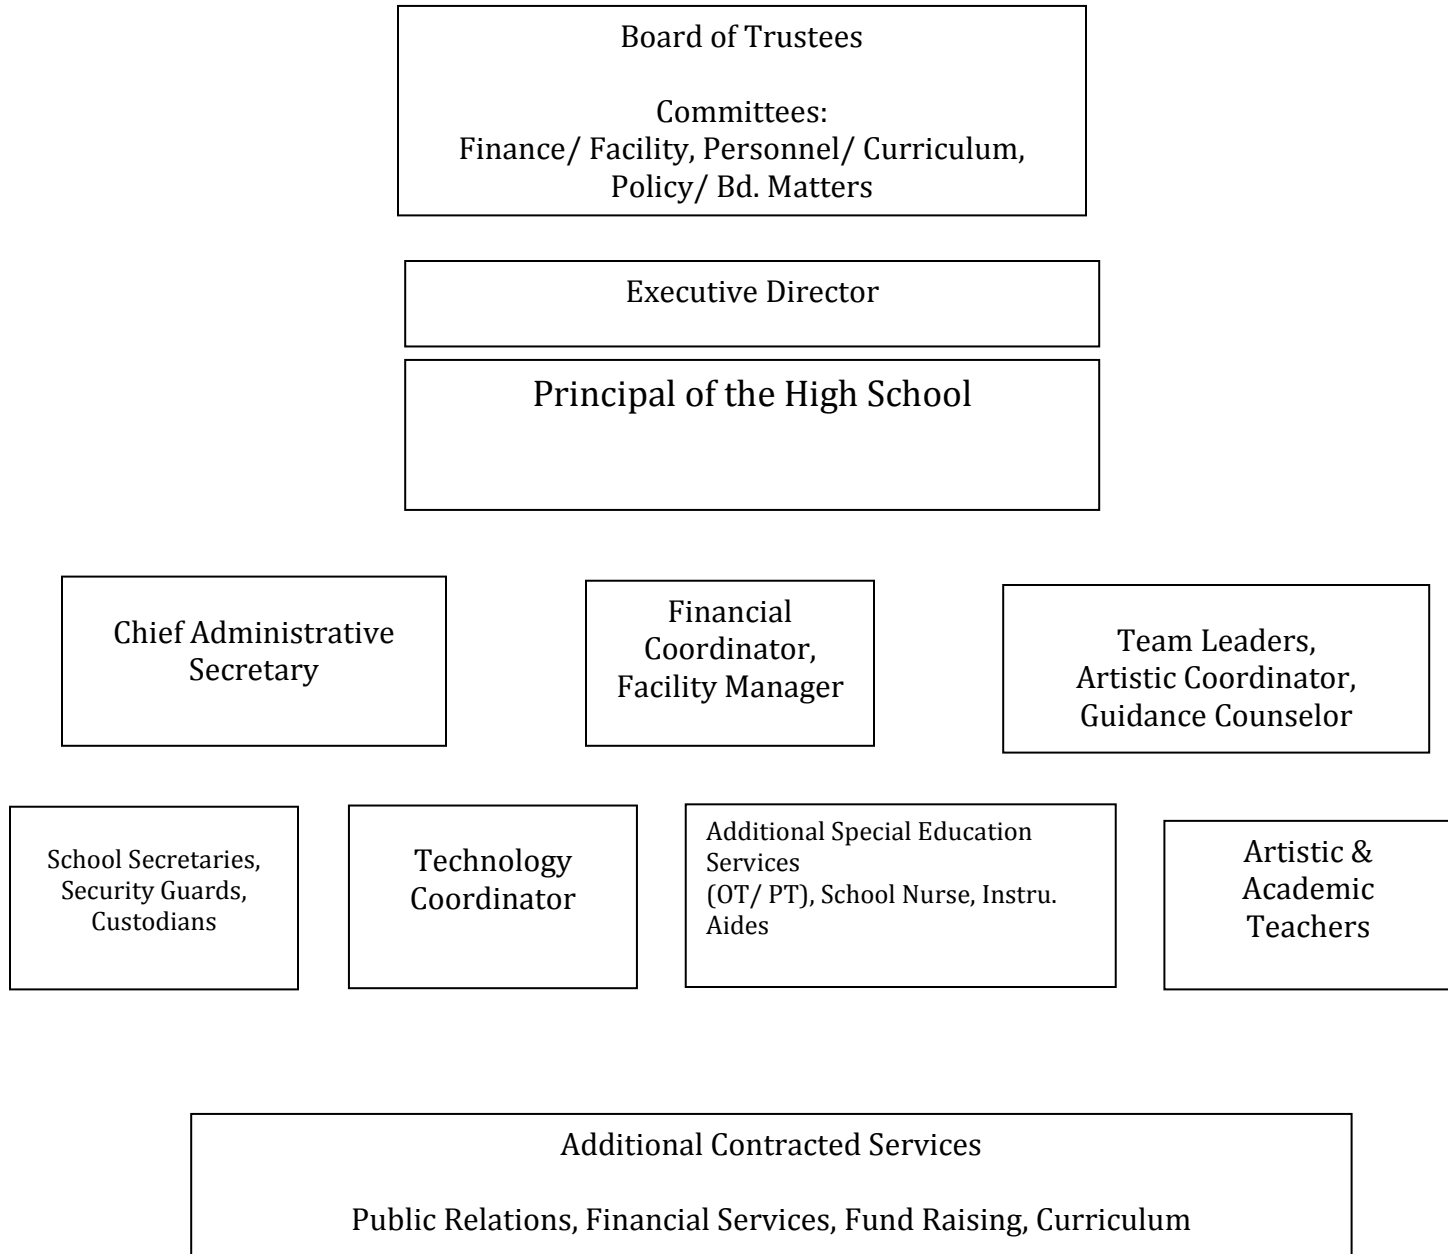 Board of Trustees
Committees:
Finance/ Facility, Personnel/ Curriculum,
Policy/ Bd. Matters
Executive Director
Principal of the High School
Chief Administrative
Secretary
Financial
Coordinator,
Facility Manager
Team Leaders,
Artistic Coordinator,
Guidance Counselor
School Secretaries,
Security Guards,
Custodians
Technology
Coordinator
Additional Special Education
Services
(OT/ PT), School Nurse, Instru.
Aides
Artistic &
Academic
Teachers
Additional Contracted Services
Public Relations, Financial Services, Fund Raising, Curriculum